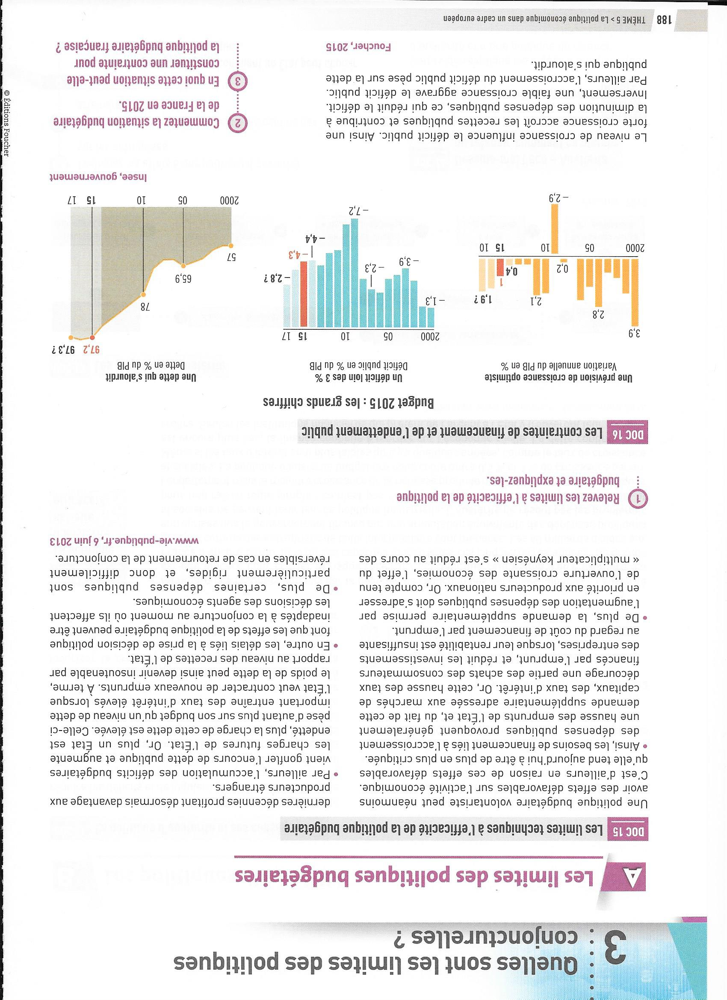 3
Quelles sont les limites des politiques
conjoncturelles ?
A
Les limites des politiques budgétaires
DOC 15
Les limites techniques à l'efficacité de la politique budgétaire
Une politique budgétaire volontariste peut néanmoins
avoir des effets défavorables sur l'activité économique.
C'est d'ailleurs en raison de ces effets défavorables
qu'elle tend aujourd'hui à être de plus en plus critiquée.
• Ainsi, les besoins de financement liés à l'accroissement
des dépenses publiques provoquent généralement
une hausse des emprunts de l'État et, du fait de cette
demande supplémentaire adressée aux marchés de
capitaux, des taux d'intérêt. Or, cette hausse des taux
décourage une partie des achats des consommateurs
financés par l'emprunt, et réduit les investissements
des entreprises, lorsque leur rentabilité est insuffisante
au regard du coût de financement par l'emprunt.
• De plus, la demande supplémentaire permise par
l'augmentation des dépenses publiques doit s'adresser
en priorité aux producteurs nationaux. Or, compte tenu
de l'ouverture croissante des économies, l'effet du
« multiplicateur keynésien » s'est réduit au cours des
dernières décennies profitant désormais davantage aux
producteurs étrangers.
• Par ailleurs, l'accumulation des déficits budgétaires
vient gonfler l'encours de dette publique et augmente
les charges futures de l'État. Or, plus un État est
endetté, plus la charge de cette dette est élevée. Celle-ci
pèse d'autant plus sur son budget qu'un niveau de dette
important entraîne des taux d'intérêt élevés lorsque
l'État veut contracter de nouveaux emprunts. À terme,
le poids de la dette peut ainsi devenir insoutenable par
rapport au niveau des recettes de l'État.
• En outre, les délais liés à la prise de décision politique
font que les effets de la politique budgétaire peuvent être
inadaptés à la conjoncture au moment où ils affectent
les décisions des agents économiques.
• De plus, certaines dépenses publiques sont
particulièrement rigides, et donc difficilement
réversibles en cas de retournement de la conjoncture.
www.vie-publique.fr, 6 juin 2013
1 Relevez les limites à l'efficacité de la politique
budgétaire et expliquez-les.
DOC 16
Les contraintes de financement et de l'endettement public
Budget 2015 : les grands chiffres
Une prévision de croissance optimiste
Variation annuelle du PIB en %
3,9
2,8
2,1
1,9 ?
1
0,2
0,4
2000 05 10 15 10
– 2,9
Un déficit loin des 3 %
Déficit public en % du PIB
2000 05 10 15 17
– 1,3
– 2,8 ?
– 3,9
– 2,3
– 4,3
– 4,4
– 7,2
Une dette qui s'alourdit
Dette en % du PIB
97,2 97,3 ?
78
65,9
57
2000 05 10 15 17
Insee, gouvernement
Le niveau de croissance influence le déficit public. Ainsi une
forte croissance accroît les recettes publiques et contribue à
la diminution des dépenses publiques, ce qui réduit le déficit.
Inversement, une faible croissance aggrave le déficit public.
Par ailleurs, l'accroissement du déficit public pèse sur la dette
publique qui s'alourdit.
Foucher, 2015
2 Commentez la situation budgétaire
de la France en 2015.
3 En quoi cette situation peut-elle
constituer une contrainte pour
la politique budgétaire française ?
© Éditions Foucher
188 THÈME 5 > La politique économique dans un cadre européen